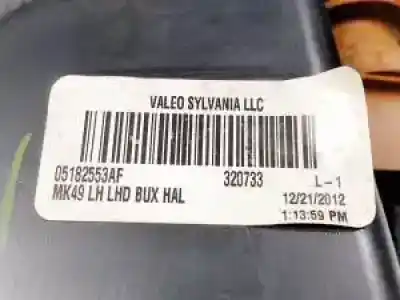 VALEO SYLVANIA LLC
05182553AF 320733 L-1
MK49 LH LHD BUX HAL 12/21/2012
1:13:59 PM